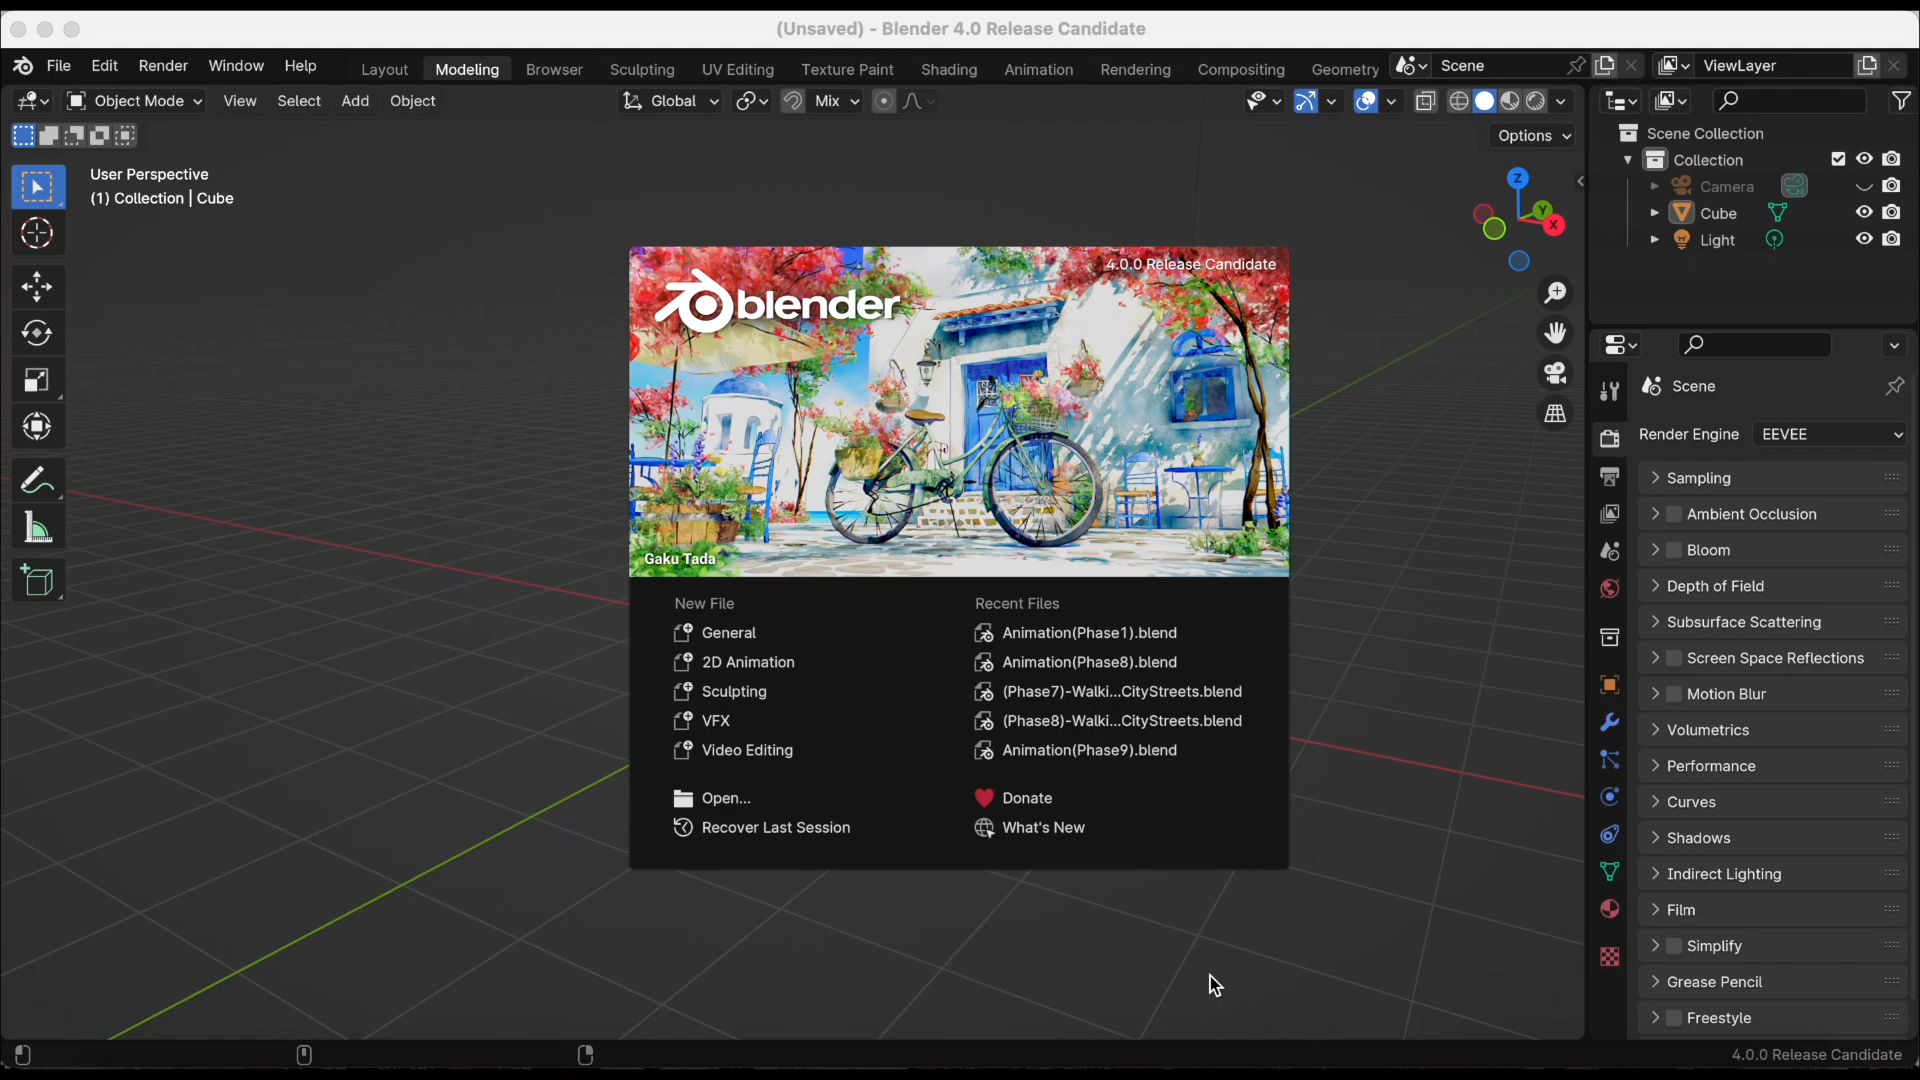 (Unsaved) - Blender 4.0 Release Candidate
File Edit Render Window Help Layout Modeling Browser Sculpting UV Editing Texture Paint Shading Animation Rendering Compositing Geometry Scene ViewLayer
Object Mode View Select Add Object Global Mix
Options
User Perspective
(1) Collection | Cube
Z
Y
X
Scene Collection
Collection
Camera
Cube
Light
4.0.0 Release Candidate
blender
Gaku Tada
New File
General
2D Animation
Sculpting
VFX
Video Editing
Open...
Recover Last Session
Recent Files
Animation(Phase1).blend
Animation(Phase8).blend
(Phase7)-Walki...CityStreets.blend
(Phase8)-Walki...CityStreets.blend
Animation(Phase9).blend
Donate
What's New
Scene
Render Engine EEVEE
Sampling
Ambient Occlusion
Bloom
Depth of Field
Subsurface Scattering
Screen Space Reflections
Motion Blur
Volumetrics
Performance
Curves
Shadows
Indirect Lighting
Film
Simplify
Grease Pencil
Freestyle
4.0.0 Release Candidate